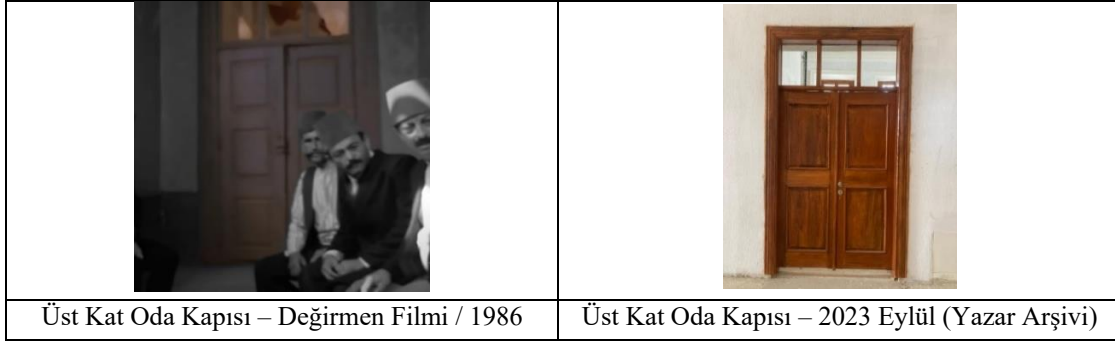 Üst Kat Oda Kapısı – Değirmen Filmi / 1986
Üst Kat Oda Kapısı – 2023 Eylül (Yazar Arşivi)